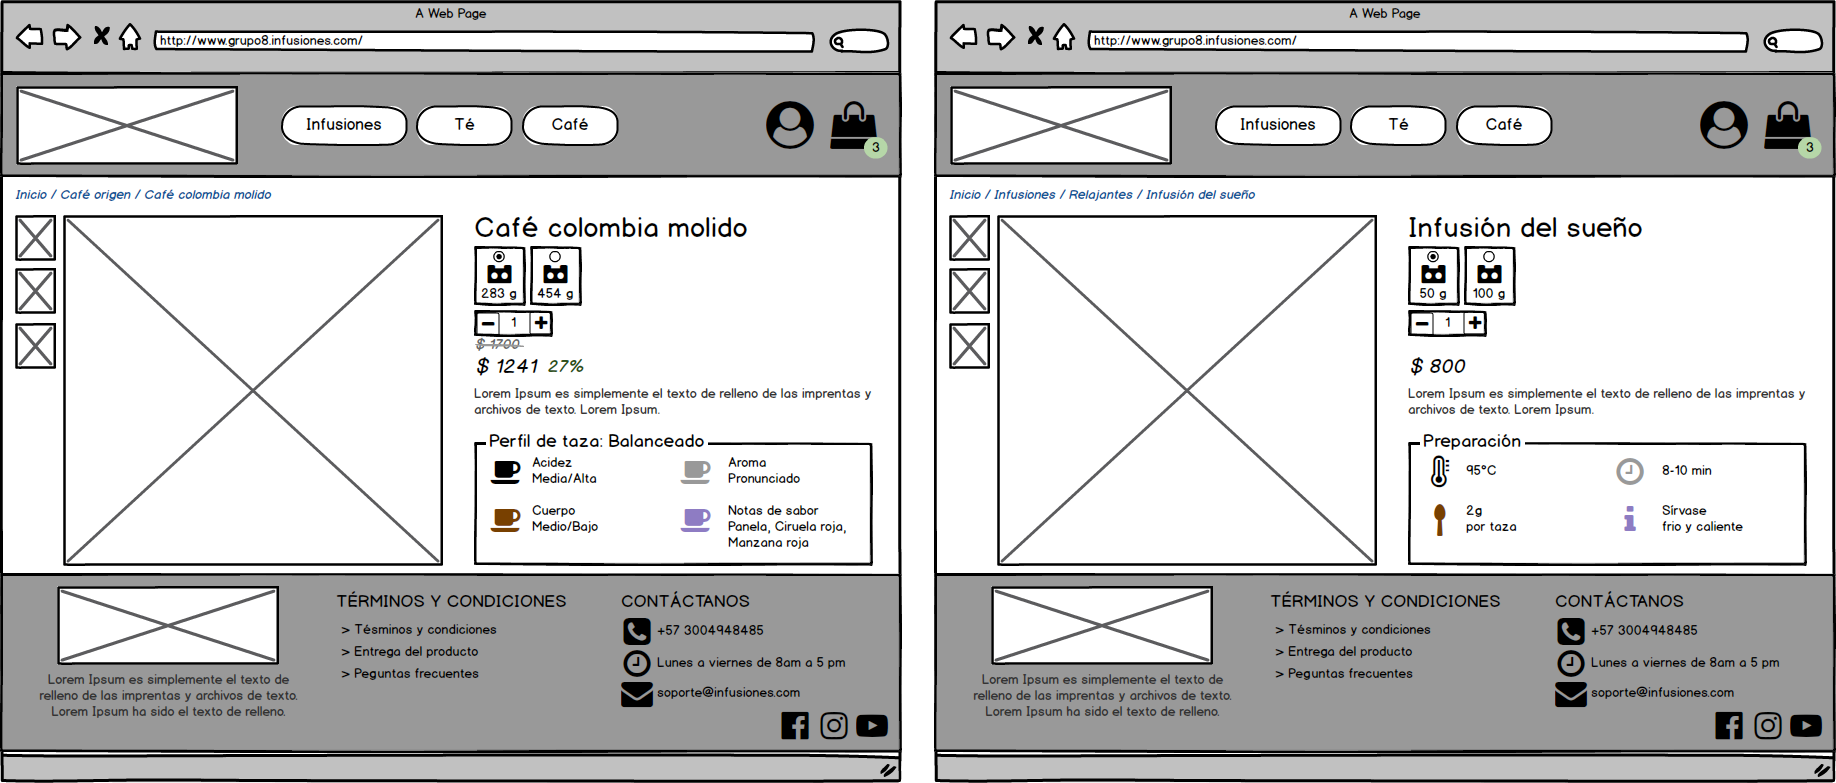 A Web Page
http://www.grupo8.infusiones.com/
Infusiones
Té
Café
3
Inicio / Café origen / Café colombia molido
Café colombia molido
283 g
454 g
1
$ 1700
$ 1241 27%
Lorem Ipsum es simplemente el texto de relleno de las imprentas y
archivos de texto. Lorem Ipsum.
Perfil de taza: Balanceado
Acidez
Media/Alta
Aroma
Pronunciado
Cuerpo
Medio/Bajo
Notas de sabor
Panela, Ciruela roja,
Manzana roja
Lorem Ipsum es simplemente el texto de
relleno de las imprentas y archivos de texto.
Lorem Ipsum ha sido el texto de relleno.
TÉRMINOS Y CONDICIONES
> Tésminos y condiciones
> Entrega del producto
> Peguntas frecuentes
CONTÁCTANOS
+57 3004948485
Lunes a viernes de 8am a 5 pm
soporte@infusiones.com
A Web Page
http://www.grupo8.infusiones.com/
Infusiones
Té
Café
3
Inicio / Infusiones / Relajantes / Infusión del sueño
Infusión del sueño
50 g
100 g
1
$ 800
Lorem Ipsum es simplemente el texto de relleno de las imprentas y
archivos de texto. Lorem Ipsum.
Preparación
95°C
8-10 min
2g
por taza
Sírvase
frio y caliente
Lorem Ipsum es simplemente el texto de
relleno de las imprentas y archivos de texto.
Lorem Ipsum ha sido el texto de relleno.
TÉRMINOS Y CONDICIONES
> Tésminos y condiciones
> Entrega del producto
> Peguntas frecuentes
CONTÁCTANOS
+57 3004948485
Lunes a viernes de 8am a 5 pm
soporte@infusiones.com